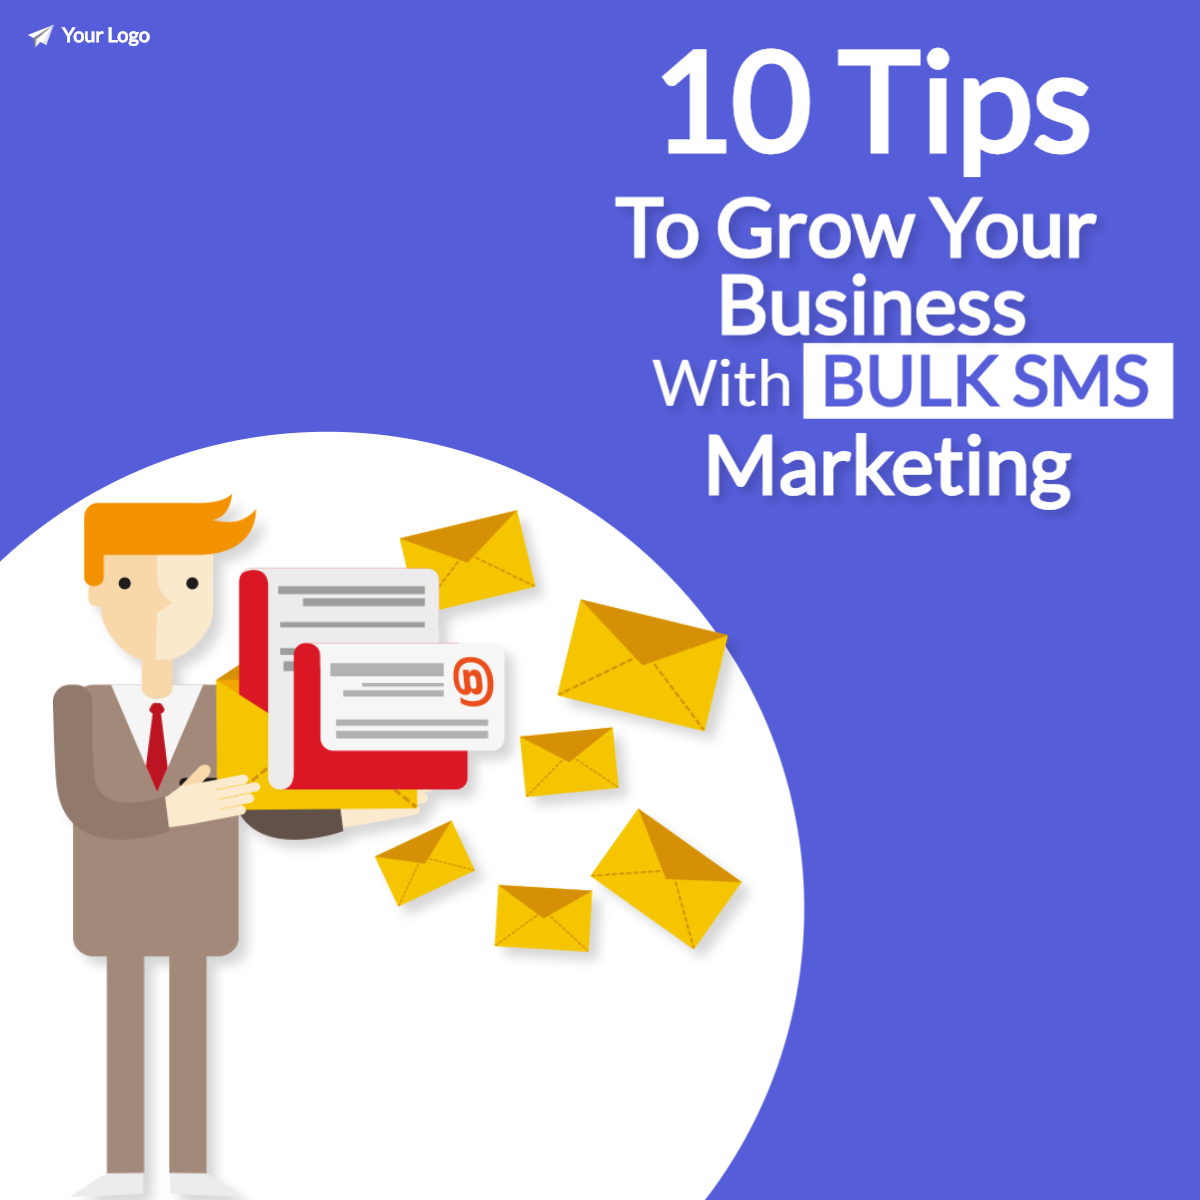 Your Logo
10 Tips
To Grow Your
Business
With BULK SMS
Marketing
@